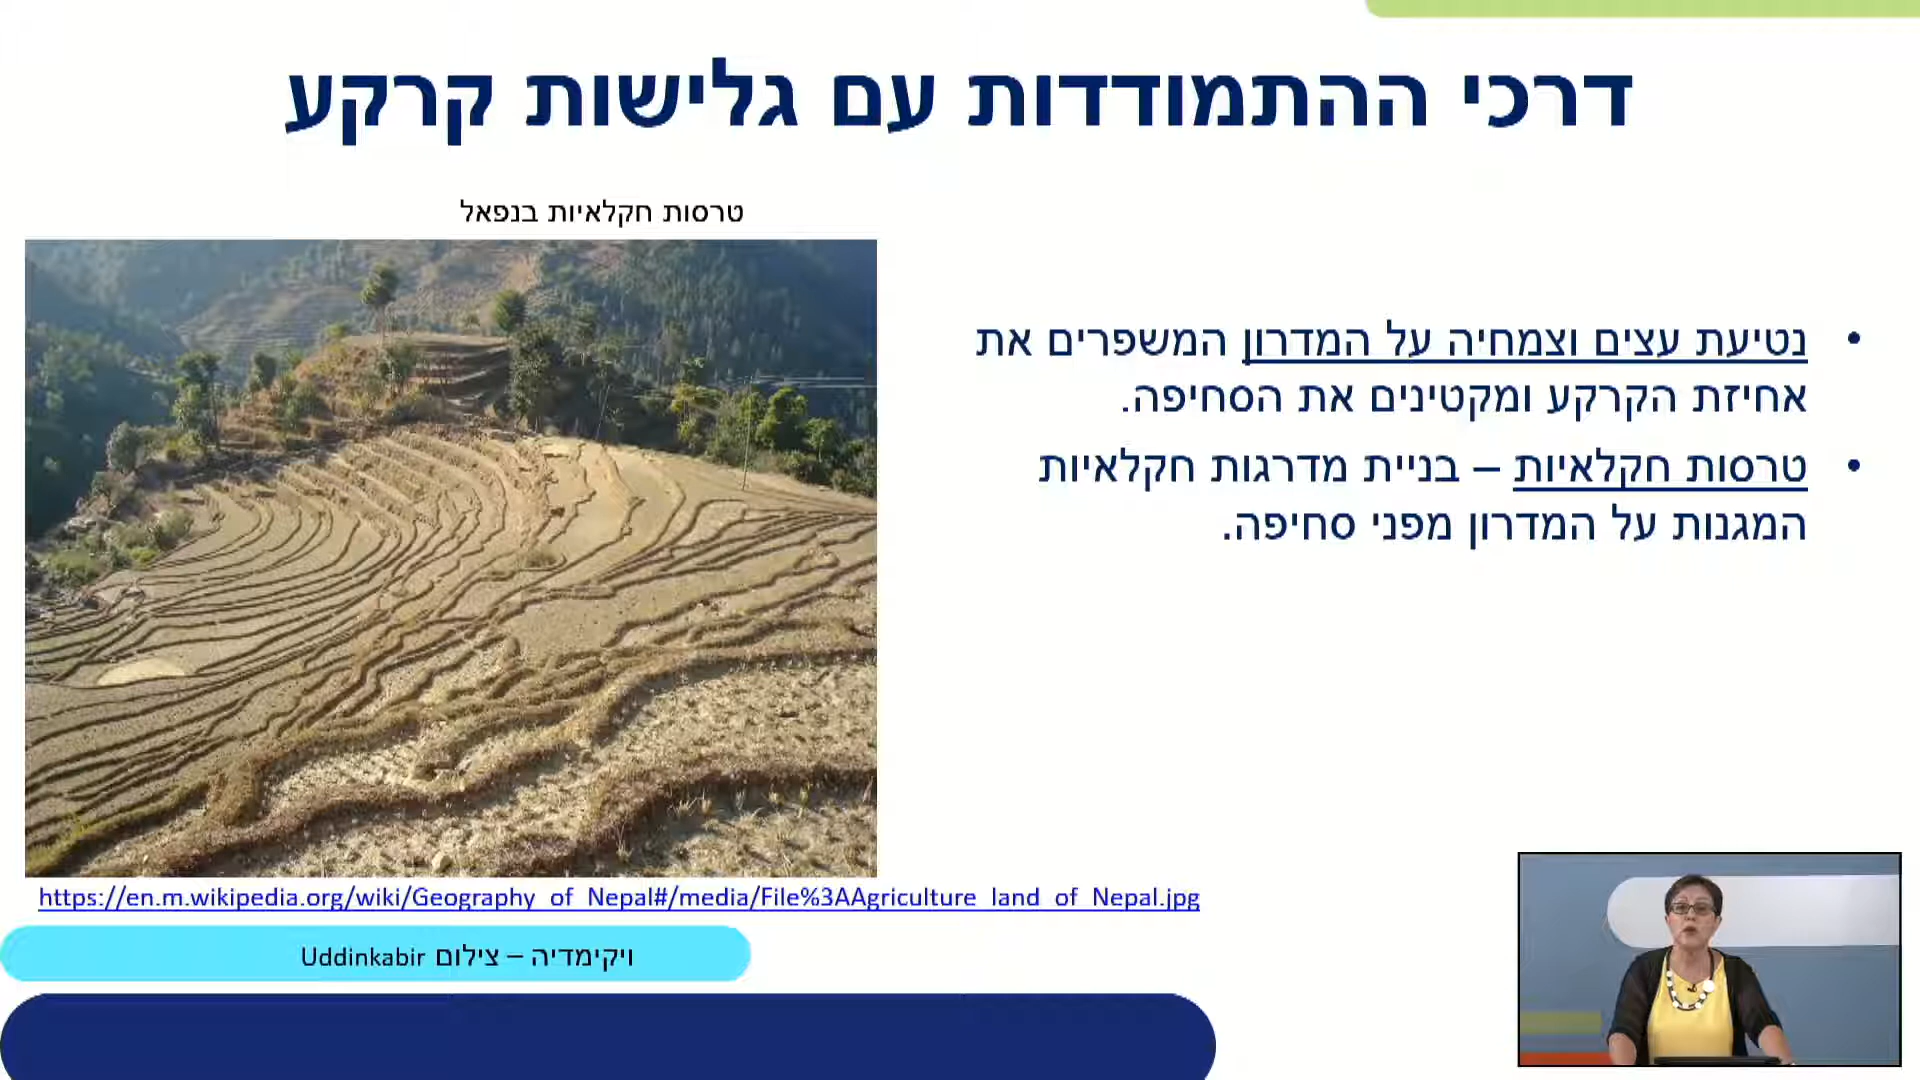 דרכי ההתמודדות עם גלישות קרקע
טרסות חקלאיות בנפאל
• נטיעת עצים וצמחיה על המדרון המשפרים את
אחיזת הקרקע ומקטינים את הסחיפה.
• טרסות חקלאיות – בניית מדרגות חקלאיות
המגנות על המדרון מפני סחיפה.
https://en.m.wikipedia.org/wiki/Geography_of_Nepal#/media/File%3AAgriculture_land_of_Nepal.jpg
ויקימדיה – צילום Uddinkabir